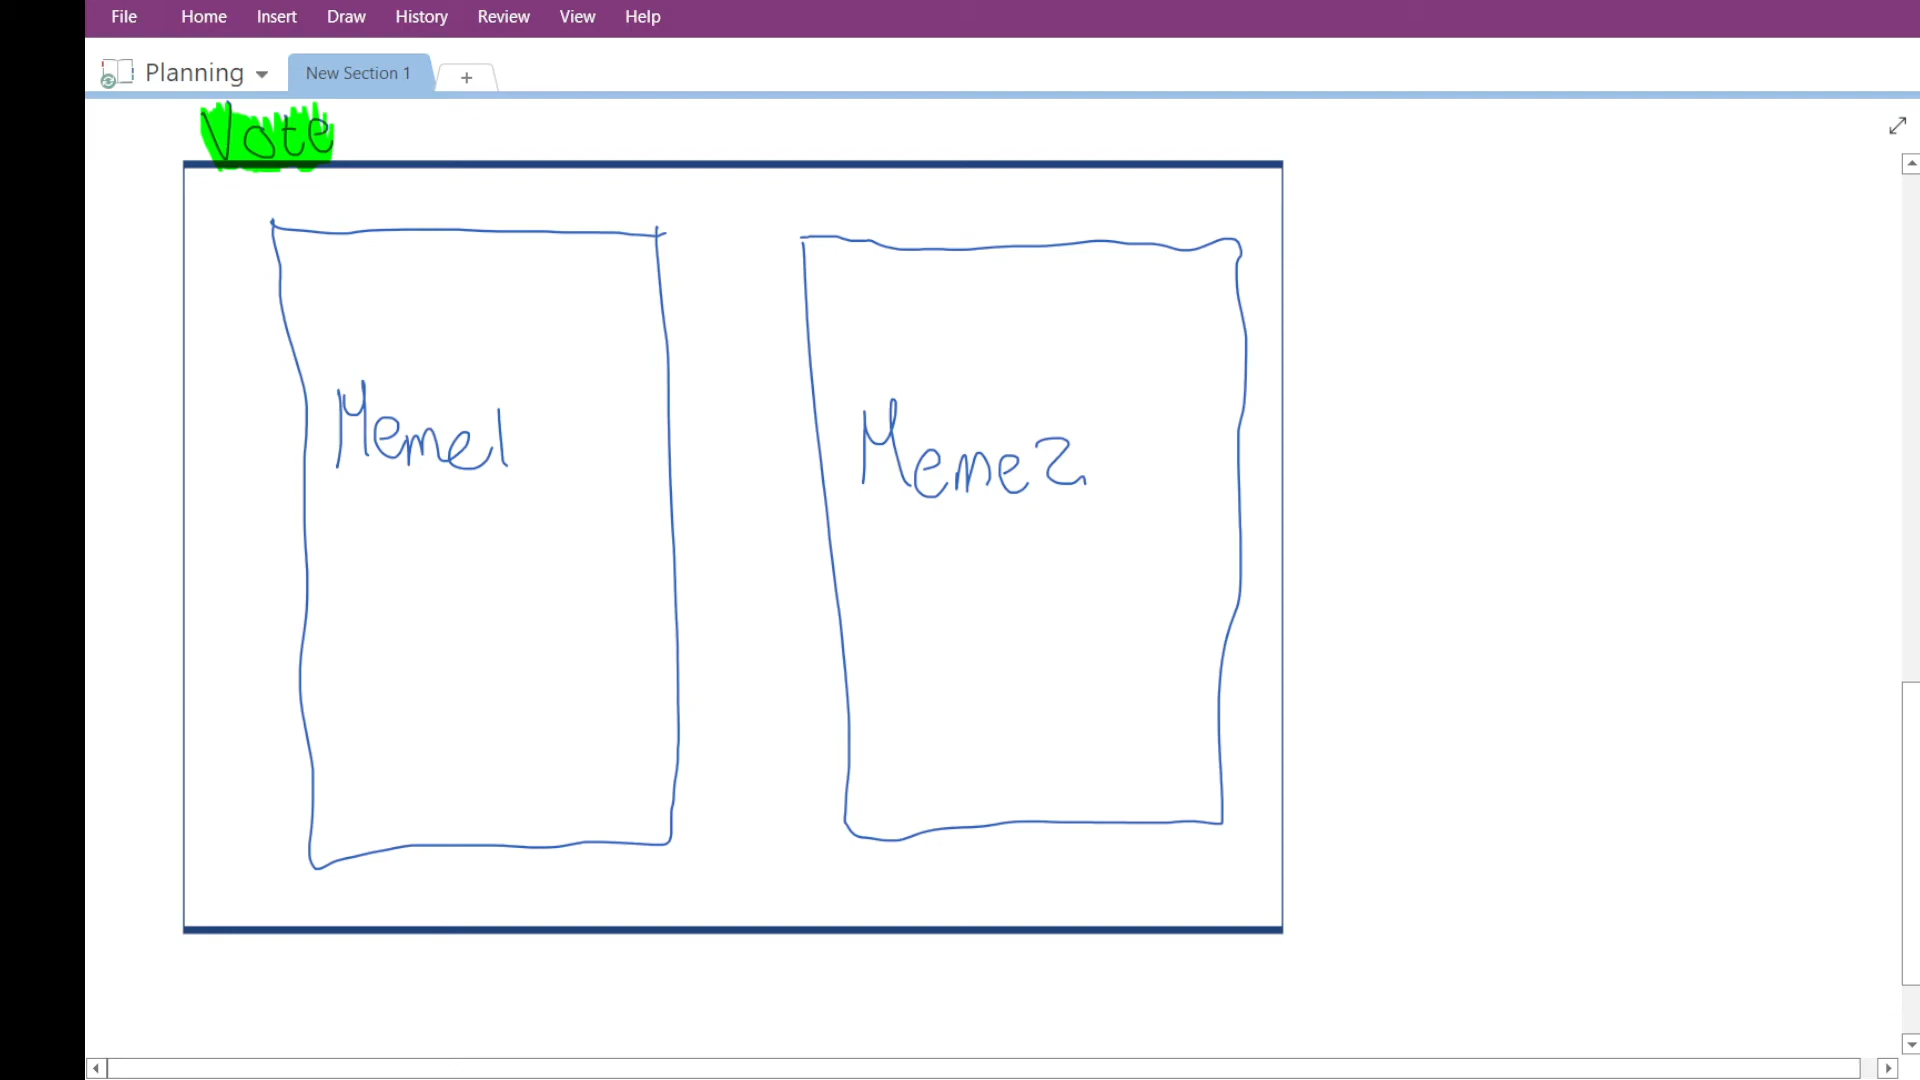 File Home Insert Draw History Review View Help
Planning New Section 1 +
Vote
Meme1
Meme2